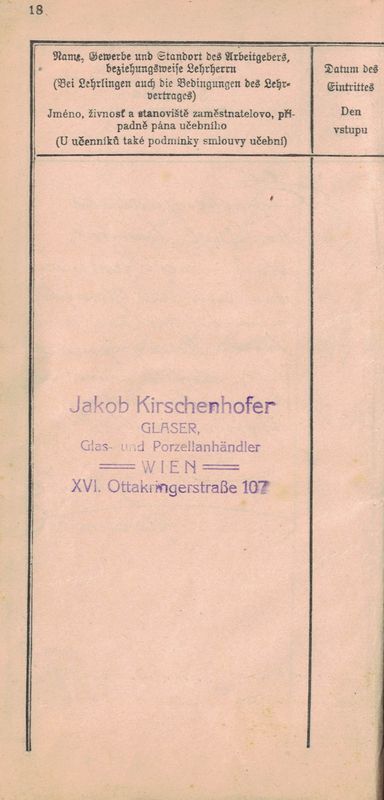 18
Name, Gewerbe und Standort des Arbeitgebers,
beziehungsweise Lehrherrn
(Bei Lehrlingen auch die Bedingungen des Lehr-
vertrages)
Jméno, živnosť a stanoviště zaměstnatelovo, pří-
padně pána učebního
(U učenníků také podmínky smlouvy učební)
Datum des
Eintrittes
Den
vstupu
Jakob Kirschenhofer
GLASER,
Glas- und Porzellanhändler
WIEN
XVI. Ottakringerstraße 107